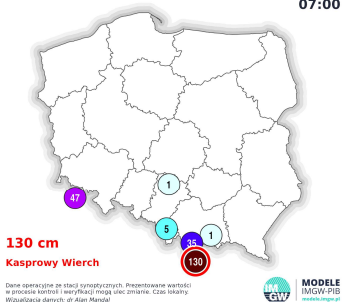 07:00
1
47
5
1
35
130
130 cm
Kasprowy Wierch
Dane operacyjne ze stacji synoptycznych. Prezentowane wartości
w procesie kontroli i weryfikacji mogą ulec zmianie. Czas lokalny.
Wizualizacja danych: dr Alan Mandal
IM
GW
MODELE
IMGW-PIB
modele.imgw.pl